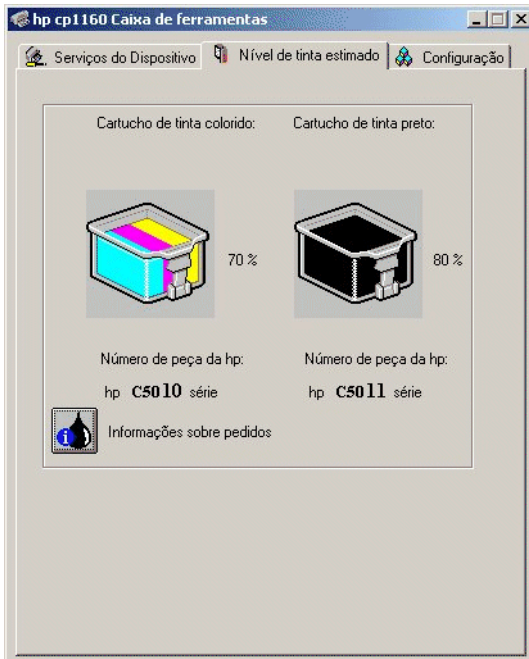 hp cp1160 Caixa de ferramentas
Serviços do Dispositivo Nível de tinta estimado Configuração
Cartucho de tinta colorido: Cartucho de tinta preto:
70 % 80 %
Número de peça da hp: Número de peça da hp:
hp C5010 série hp C5011 série
Informações sobre pedidos